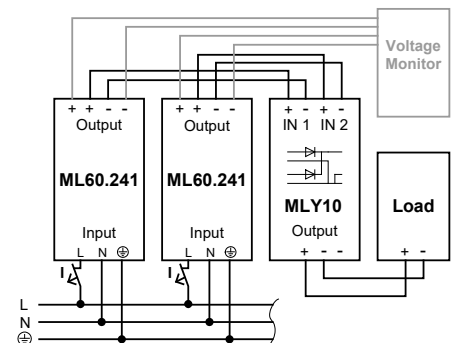 Voltage
Monitor
+ + - -
Output
ML60.241
Input
L N ⏚
I
+ + - -
Output
ML60.241
Input
L N ⏚
I
+ - + -
IN 1 IN 2
MLY10
Output
+ - -
Load
+ -
L
N
⏚